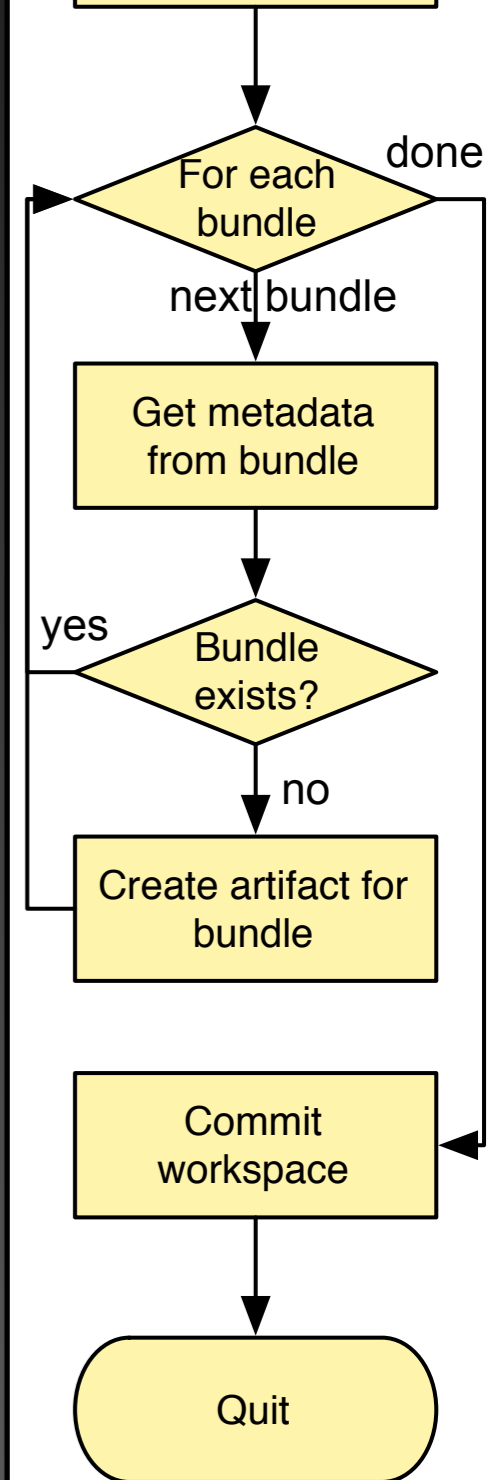 done
For each
bundle
next bundle
Get metadata
from bundle
yes
Bundle
exists?
no
Create artifact for
bundle
Commit
workspace
Quit